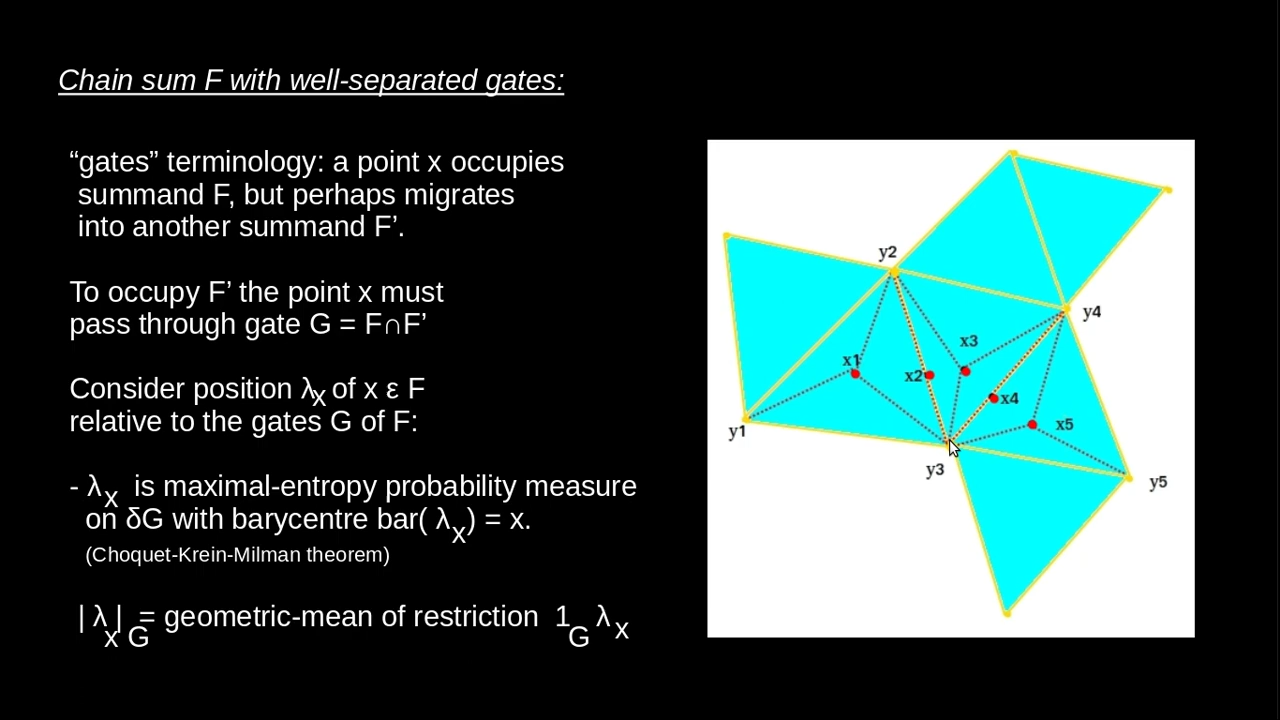 Chain sum F with well-separated gates:
“gates” terminology: a point x occupies
summand F, but perhaps migrates
into another summand F’.
To occupy F’ the point x must
pass through gate G = F∩F’
Consider position λx of x ε F
relative to the gates G of F:
- λx is maximal-entropy probability measure
on δG with barycentre bar( λx) = x.
(Choquet-Krein-Milman theorem)
| λx|G = geometric-mean of restriction 1G λx
y2
y4
x3
x1
x2
x4
x5
y1
y3
y5